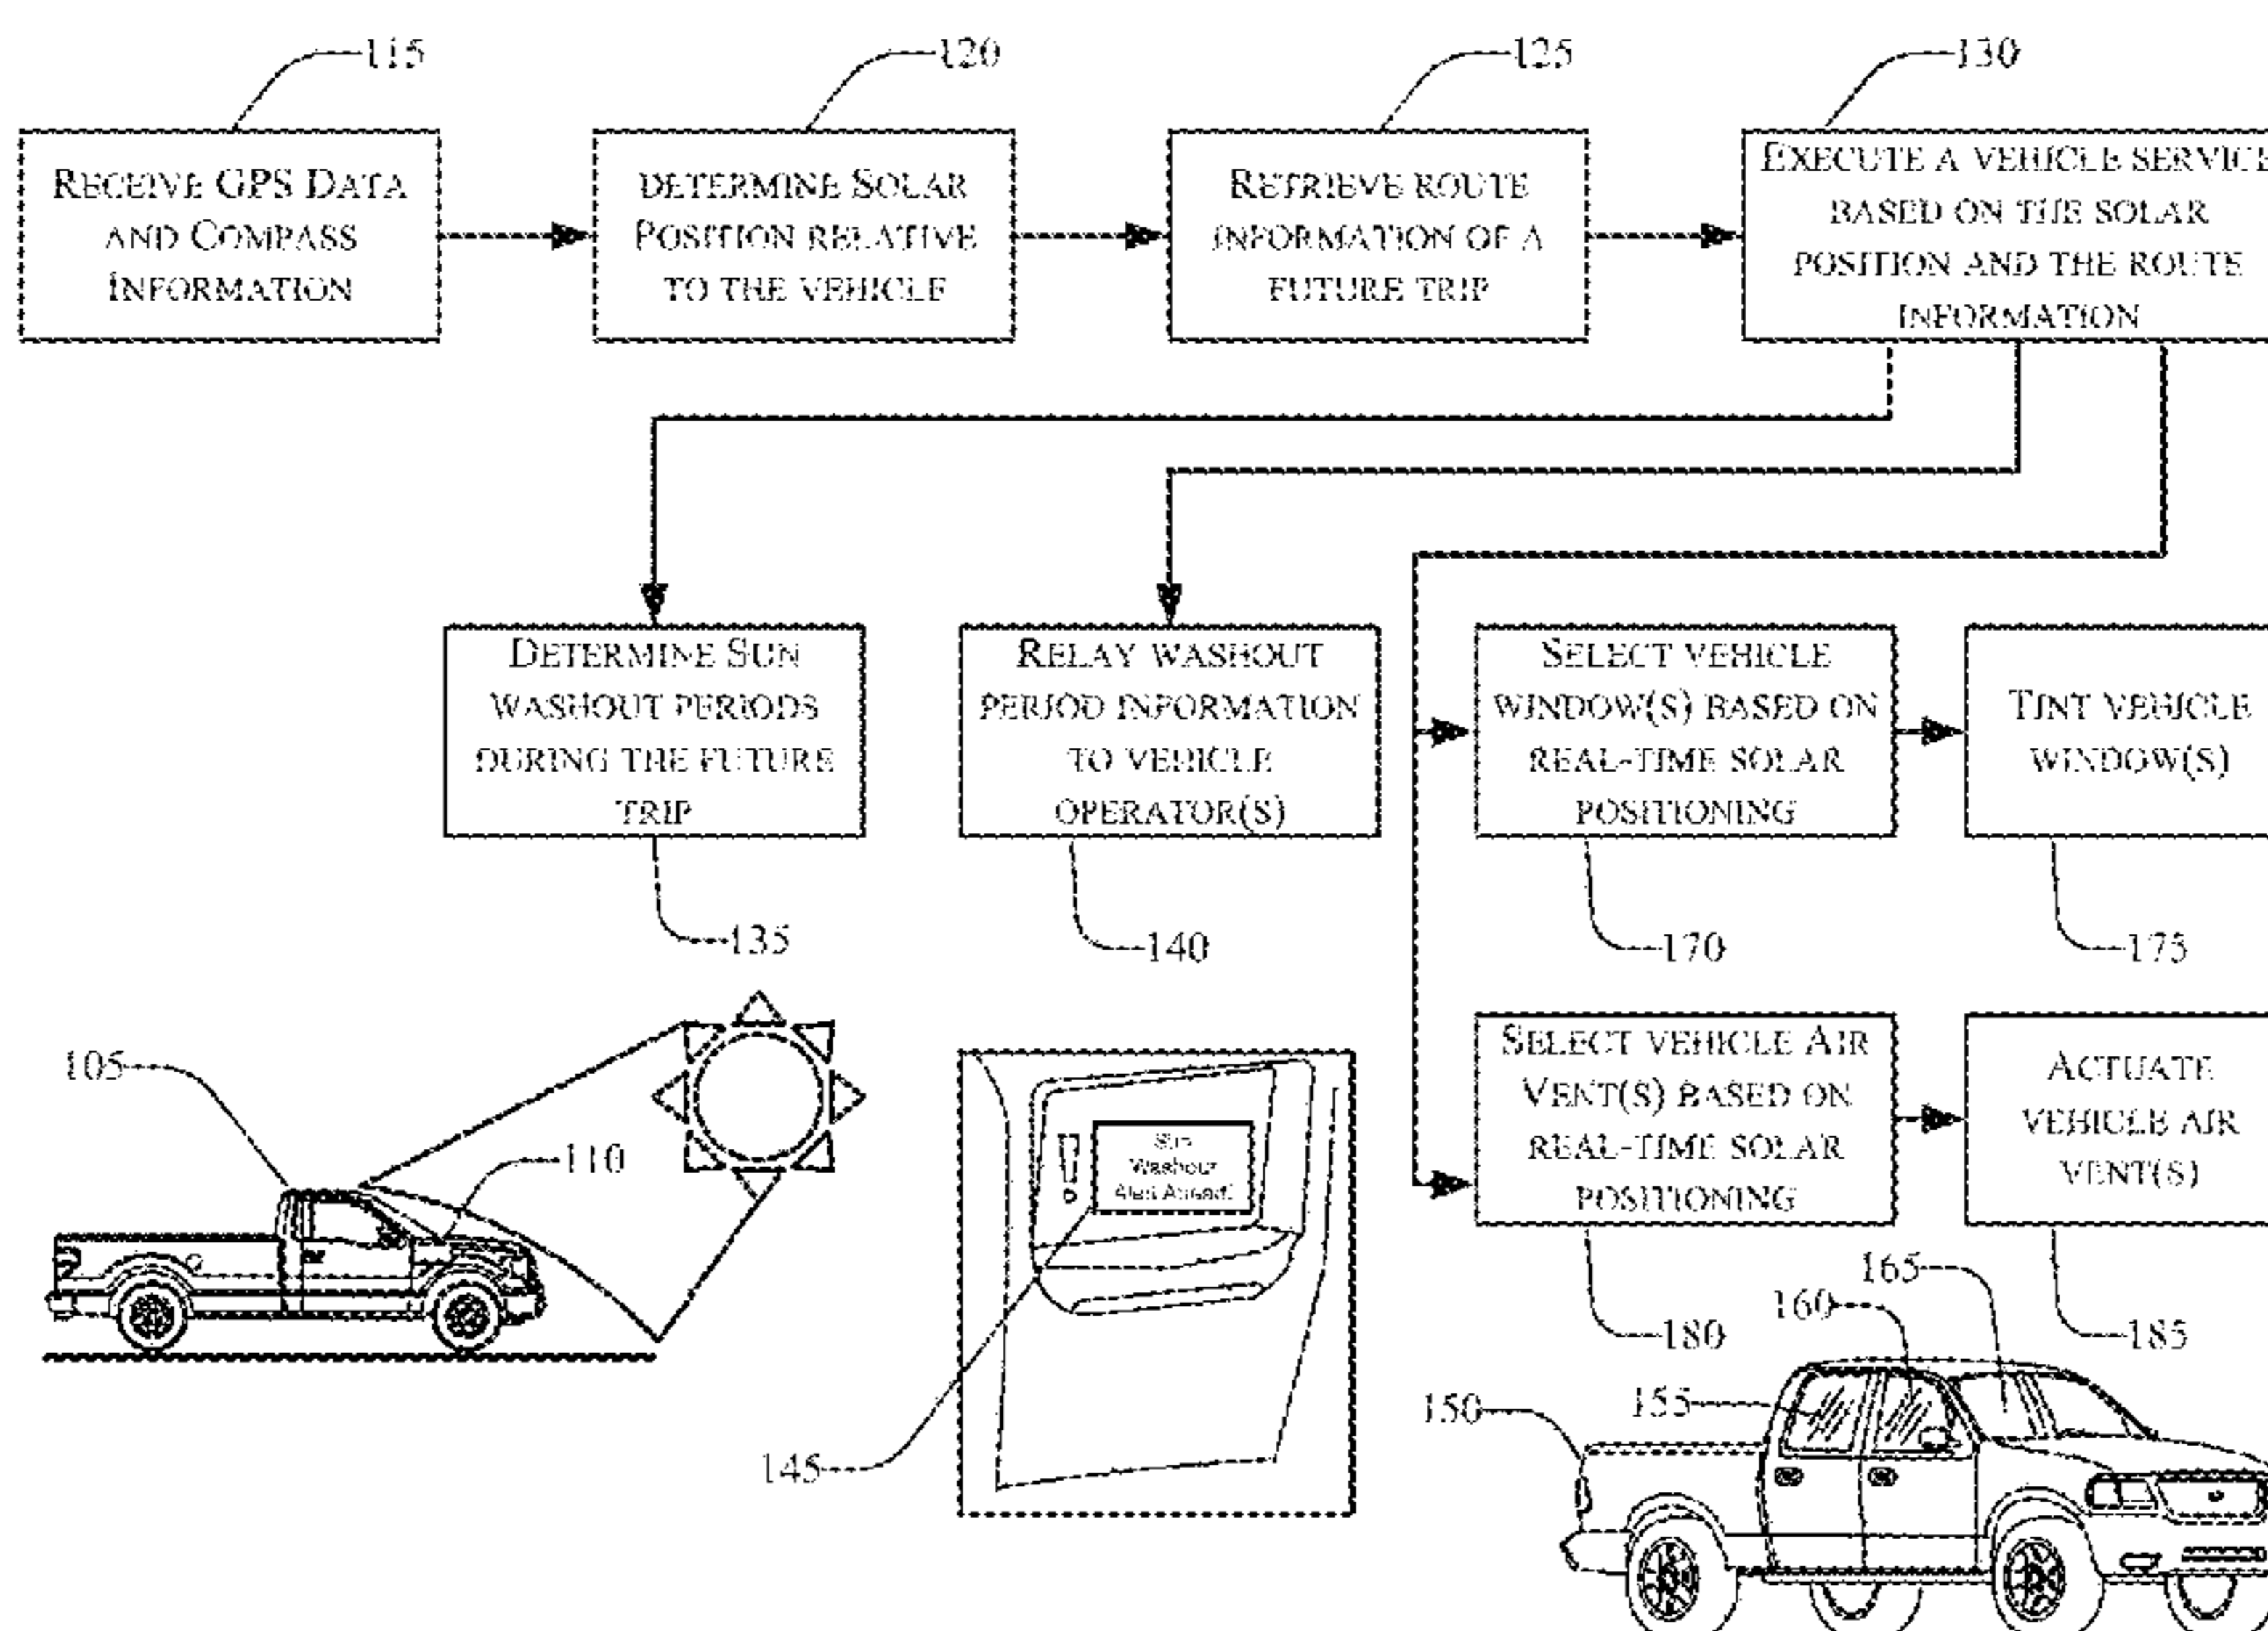 115
120
125
130
RECEIVE GPS DATA
AND COMPASS
INFORMATION
DETERMINE SOLAR
POSITION RELATIVE
TO THE VEHICLE
RETRIEVE ROUTE
INFORMATION OF A
FUTURE TRIP
EXECUTE A VEHICLE SERVICE
BASED ON THE SOLAR
POSITION AND THE ROUTE
INFORMATION
DETERMINE SUN
WASHOUT PERIODS
DURING THE FUTURE
TRIP
RELAY WASHOUT
PERIOD INFORMATION
TO VEHICLE
OPERATOR(S)
SELECT VEHICLE
WINDOW(S) BASED ON
REAL-TIME SOLAR
POSITIONING
TINT VEHICLE
WINDOW(S)
135
140
170
175
105
110
Sun
Washout
Alert Ahead!
SELECT VEHICLE AIR
VENT(S) BASED ON
REAL-TIME SOLAR
POSITIONING
ACTUATE
VEHICLE AIR
VENT(S)
180
185
165
160
155
150
145